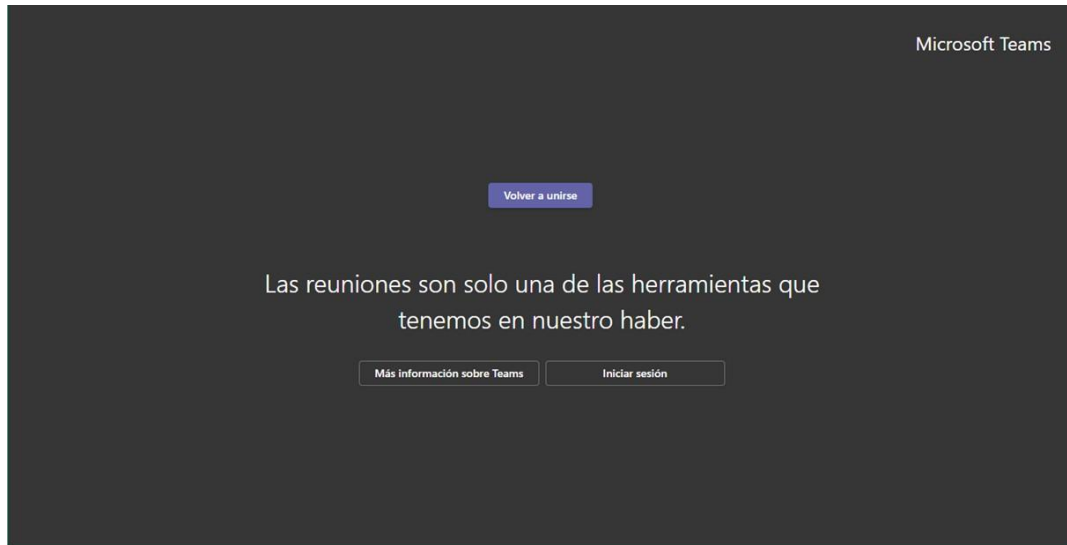 Microsoft Teams
Volver a unirse
Las reuniones son solo una de las herramientas que
tenemos en nuestro haber.
Más información sobre Teams
Iniciar sesión